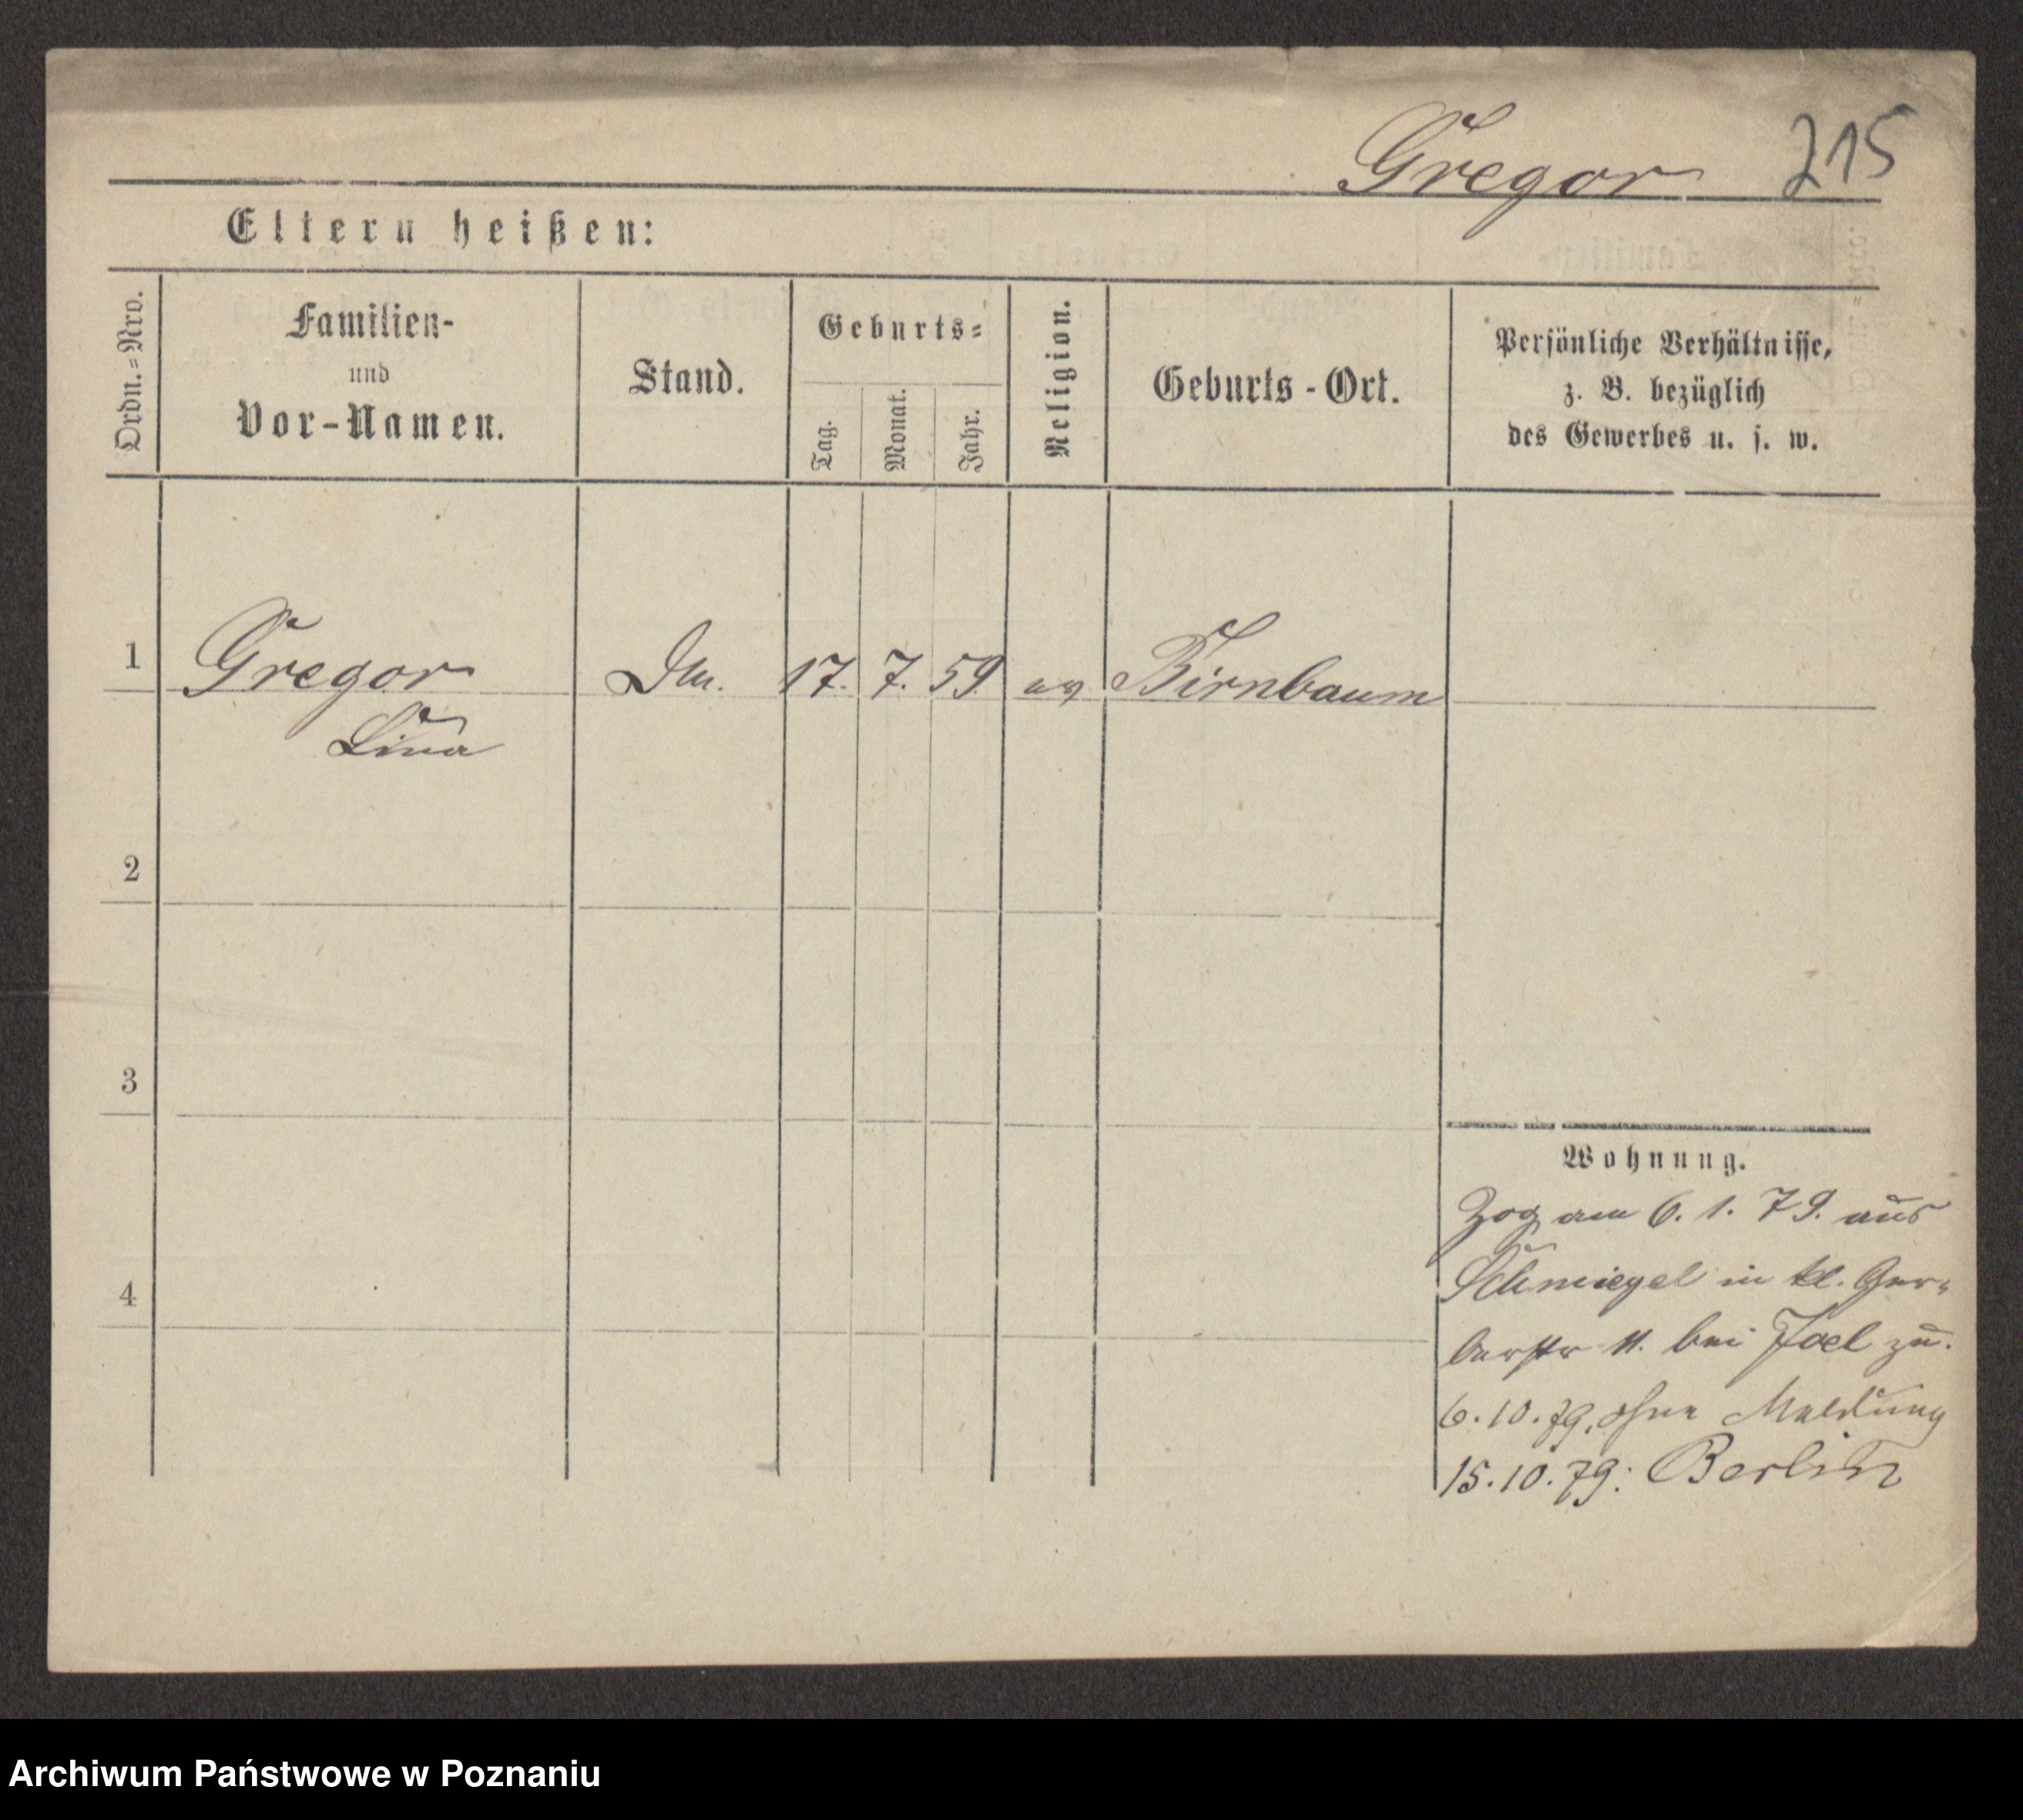 Gregor 215
Eltern heißen:
Ordn.=Nro.
Familien-
und
Vor-Namen.
Stand.
Geburts=
Tag.
Monat.
Jahr.
Religion.
Geburts-Ort.
Persönliche Verhältnisse,
z. B. bezüglich
des Gewerbes u. s. w.
1 Gregor 17. 7. 59 ev Birnbaum
Lina
2
3
4
Wohnung.
Zog am 6. 1. 79. aus
Schmiegel in kl. Ger-
berstr 11. bei Joel zu.
6. 10. 79. ohne Meldung
15. 10. 79: Berlin
Archiwum Państwowe w Poznaniu